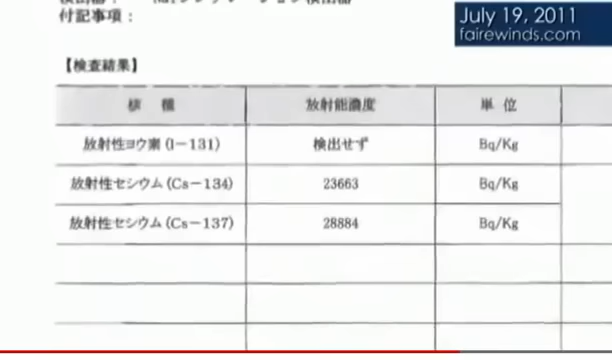 付記事項：
July 19, 2011
fairewinds.com
【検査結果】
核 種 放射能濃度 単 位
放射性ヨウ素（I－131） 検出せず Bq/Kg
放射性セシウム（Cs－134） 23663 Bq/Kg
放射性セシウム（Cs－137） 28884 Bq/Kg